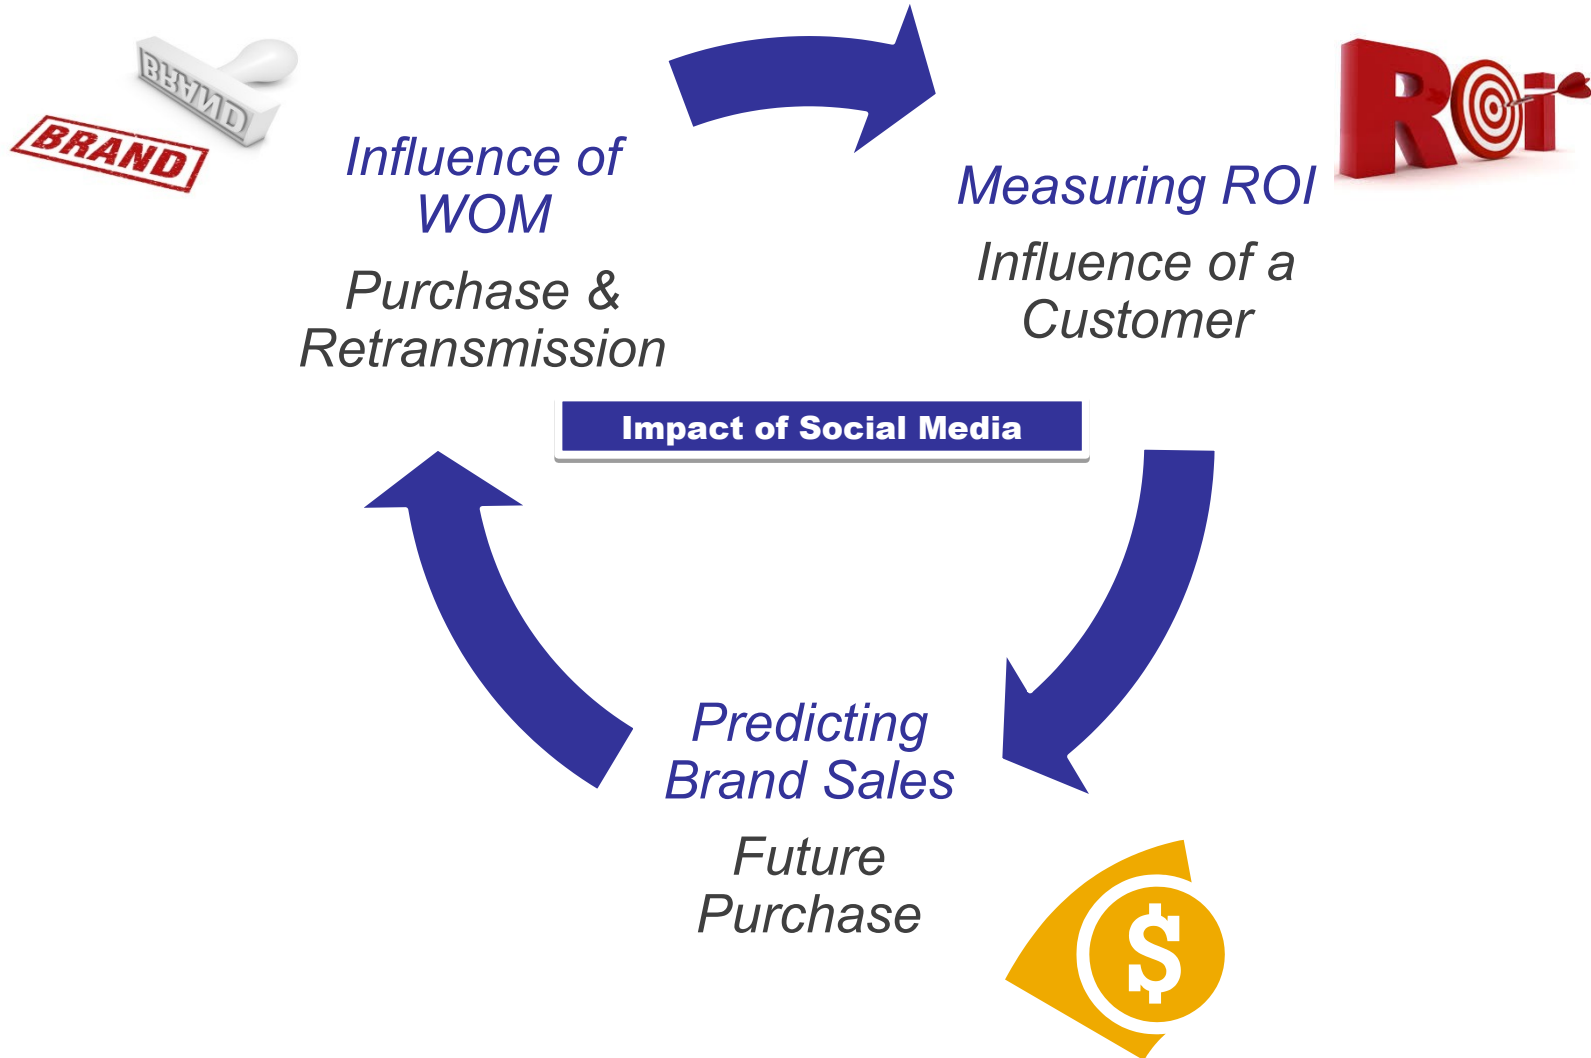 BRAND
BRAND
Influence of
WOM
Purchase &
Retransmission
Measuring ROI
Influence of a
Customer
ROi
Impact of Social Media
Predicting
Brand Sales
Future
Purchase
$